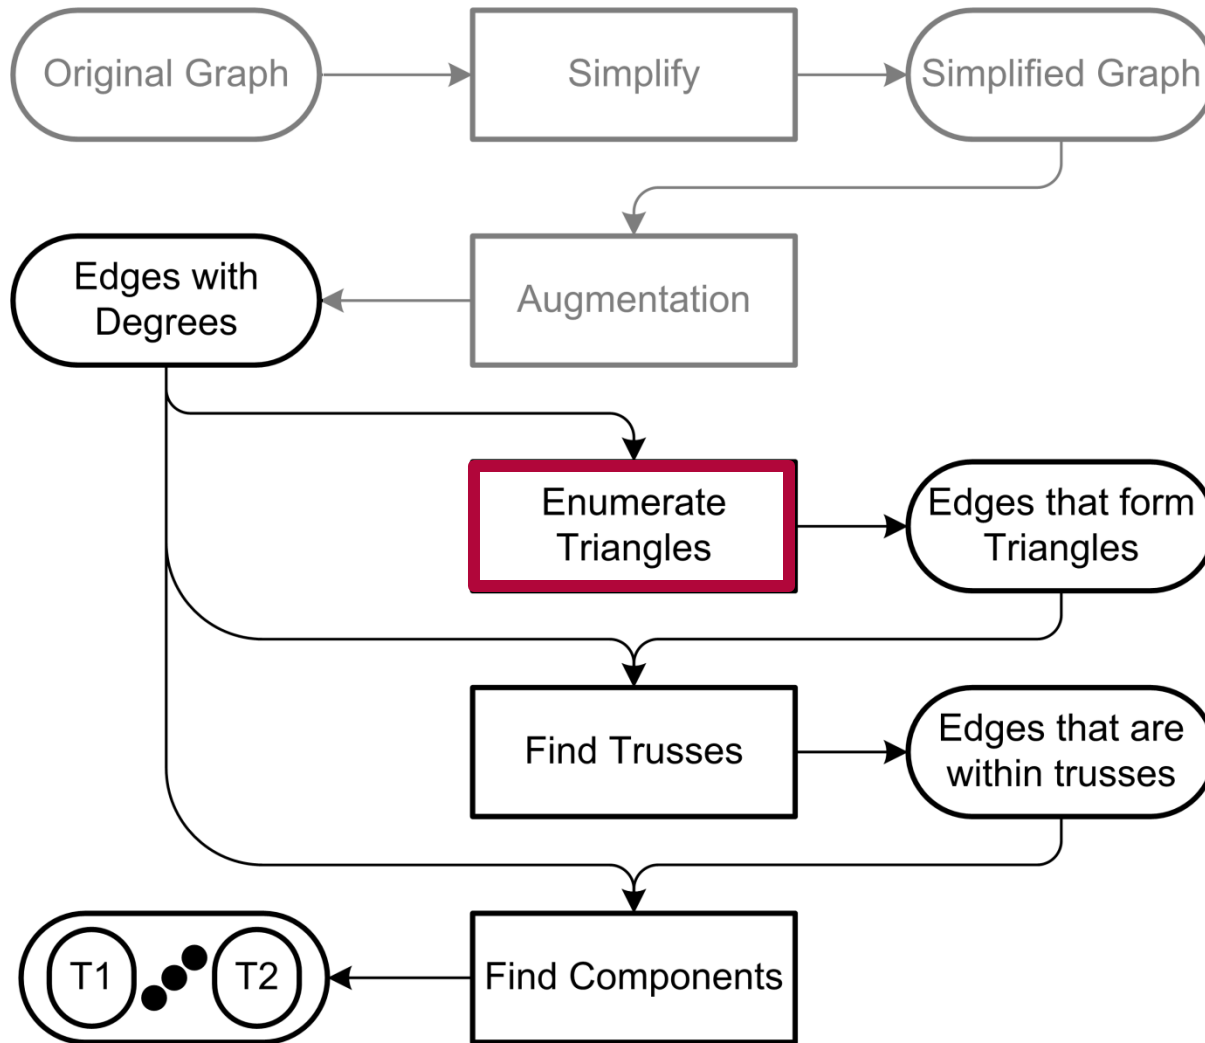 Original Graph
Simplify
Simplified Graph
Edges with
Degrees
Augmentation
Enumerate
Triangles
Edges that form
Triangles
Find Trusses
Edges that are
within trusses
T1
T2
Find Components